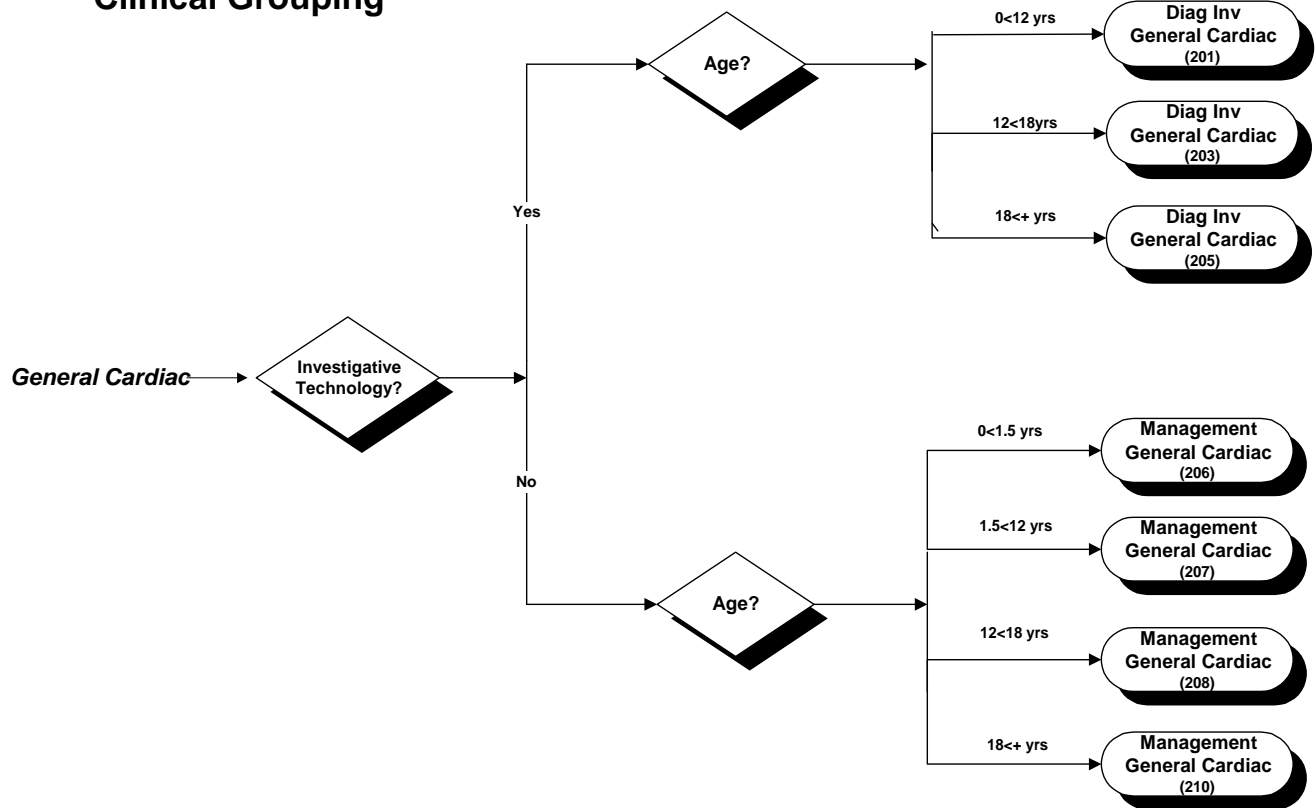 Clinical Grouping
Age?
0<12 yrs
Diag Inv
General Cardiac
(201)
12<18yrs
Diag Inv
General Cardiac
(203)
Yes
18<+ yrs
Diag Inv
General Cardiac
(205)
General Cardiac
Investigative
Technology?
No
Age?
0<1.5 yrs
Management
General Cardiac
(206)
1.5<12 yrs
Management
General Cardiac
(207)
12<18 yrs
Management
General Cardiac
(208)
18<+ yrs
Management
General Cardiac
(210)